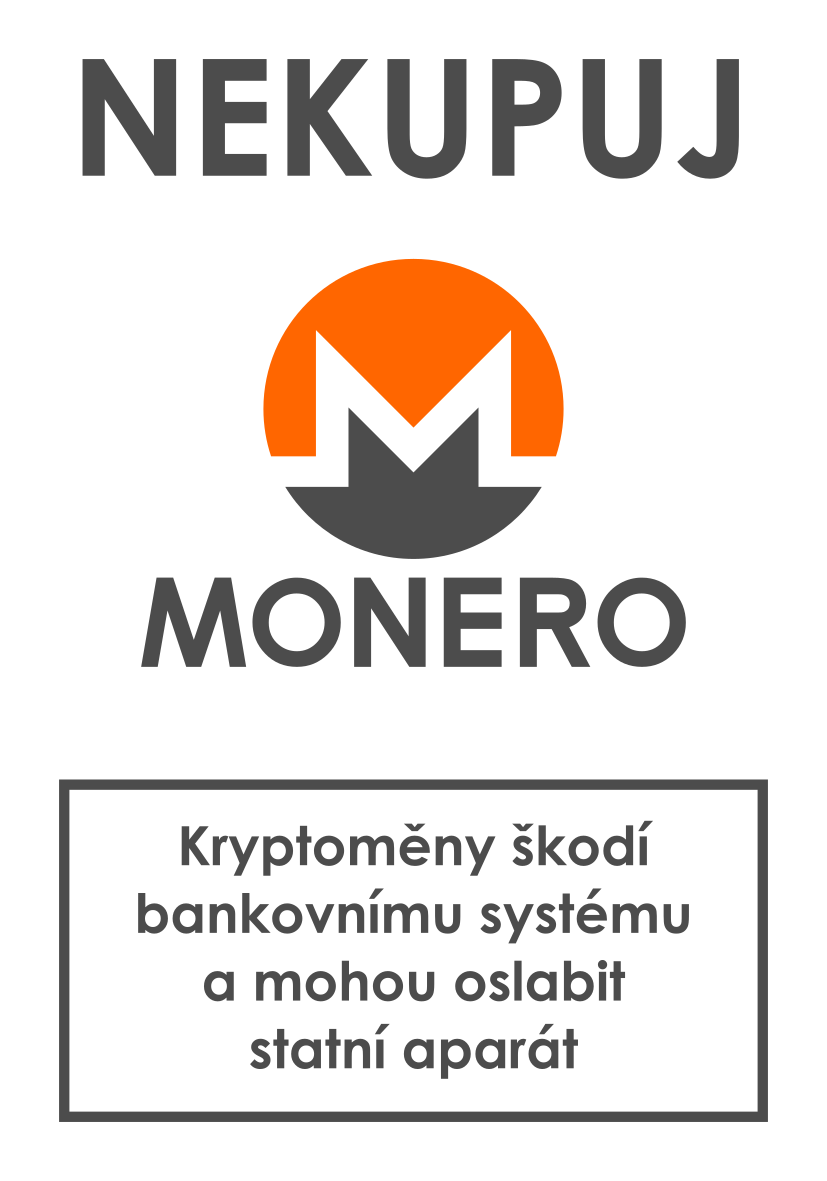 NEKUPUJ
MONERO
Kryptoměny škodí
bankovnímu systému
a mohou oslabit
statní aparát